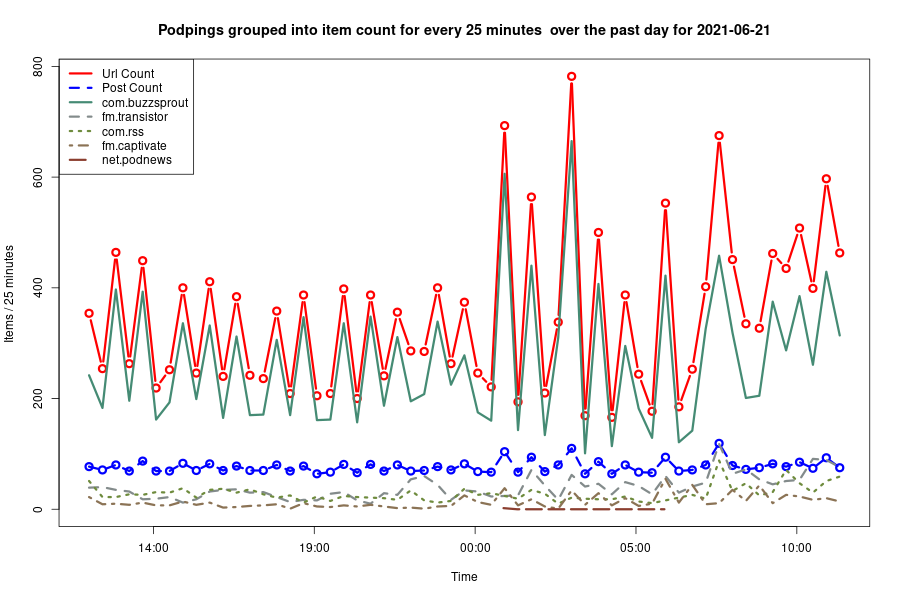 Podpings grouped into item count for every 25 minutes  over the past day for 2021-06-21
Url Count
Post Count
com.buzzsprout
fm.transistor
com.rss
fm.captivate
net.podnews
Items / 25 minutes
800
600
400
200
0
14:00 19:00 00:00 05:00 10:00
Time